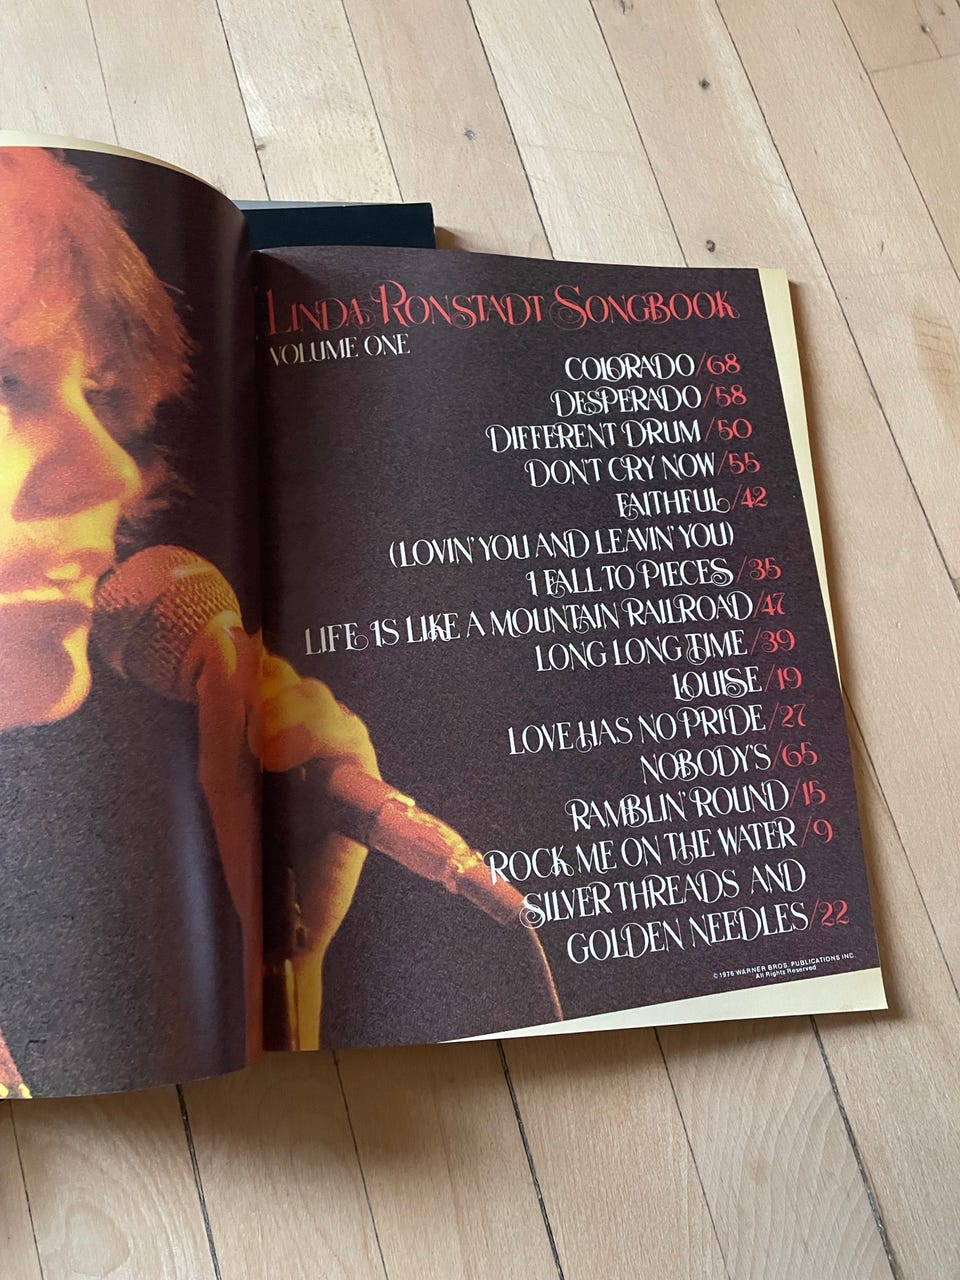 LINDA RONSTADT SONGBOOK
VOLUME ONE
COLORADO/68
DESPERADO/58
DIFFERENT DRUM/50
DON'T CRY NOW/55
FAITHFUL/42
(LOVIN' YOU AND LEAVIN' YOU)
I FALL TO PIECES/35
LIFE IS LIKE A MOUNTAIN RAILROAD/47
LONG LONG TIME/39
LOUISE/19
LOVE HAS NO PRIDE/27
NOBODY'S/65
RAMBLIN' ROUND/15
ROCK ME ON THE WATER/9
SILVER THREADS AND
GOLDEN NEEDLES/22
© 1976 WARNER BROS. PUBLICATIONS INC.
All Rights Reserved